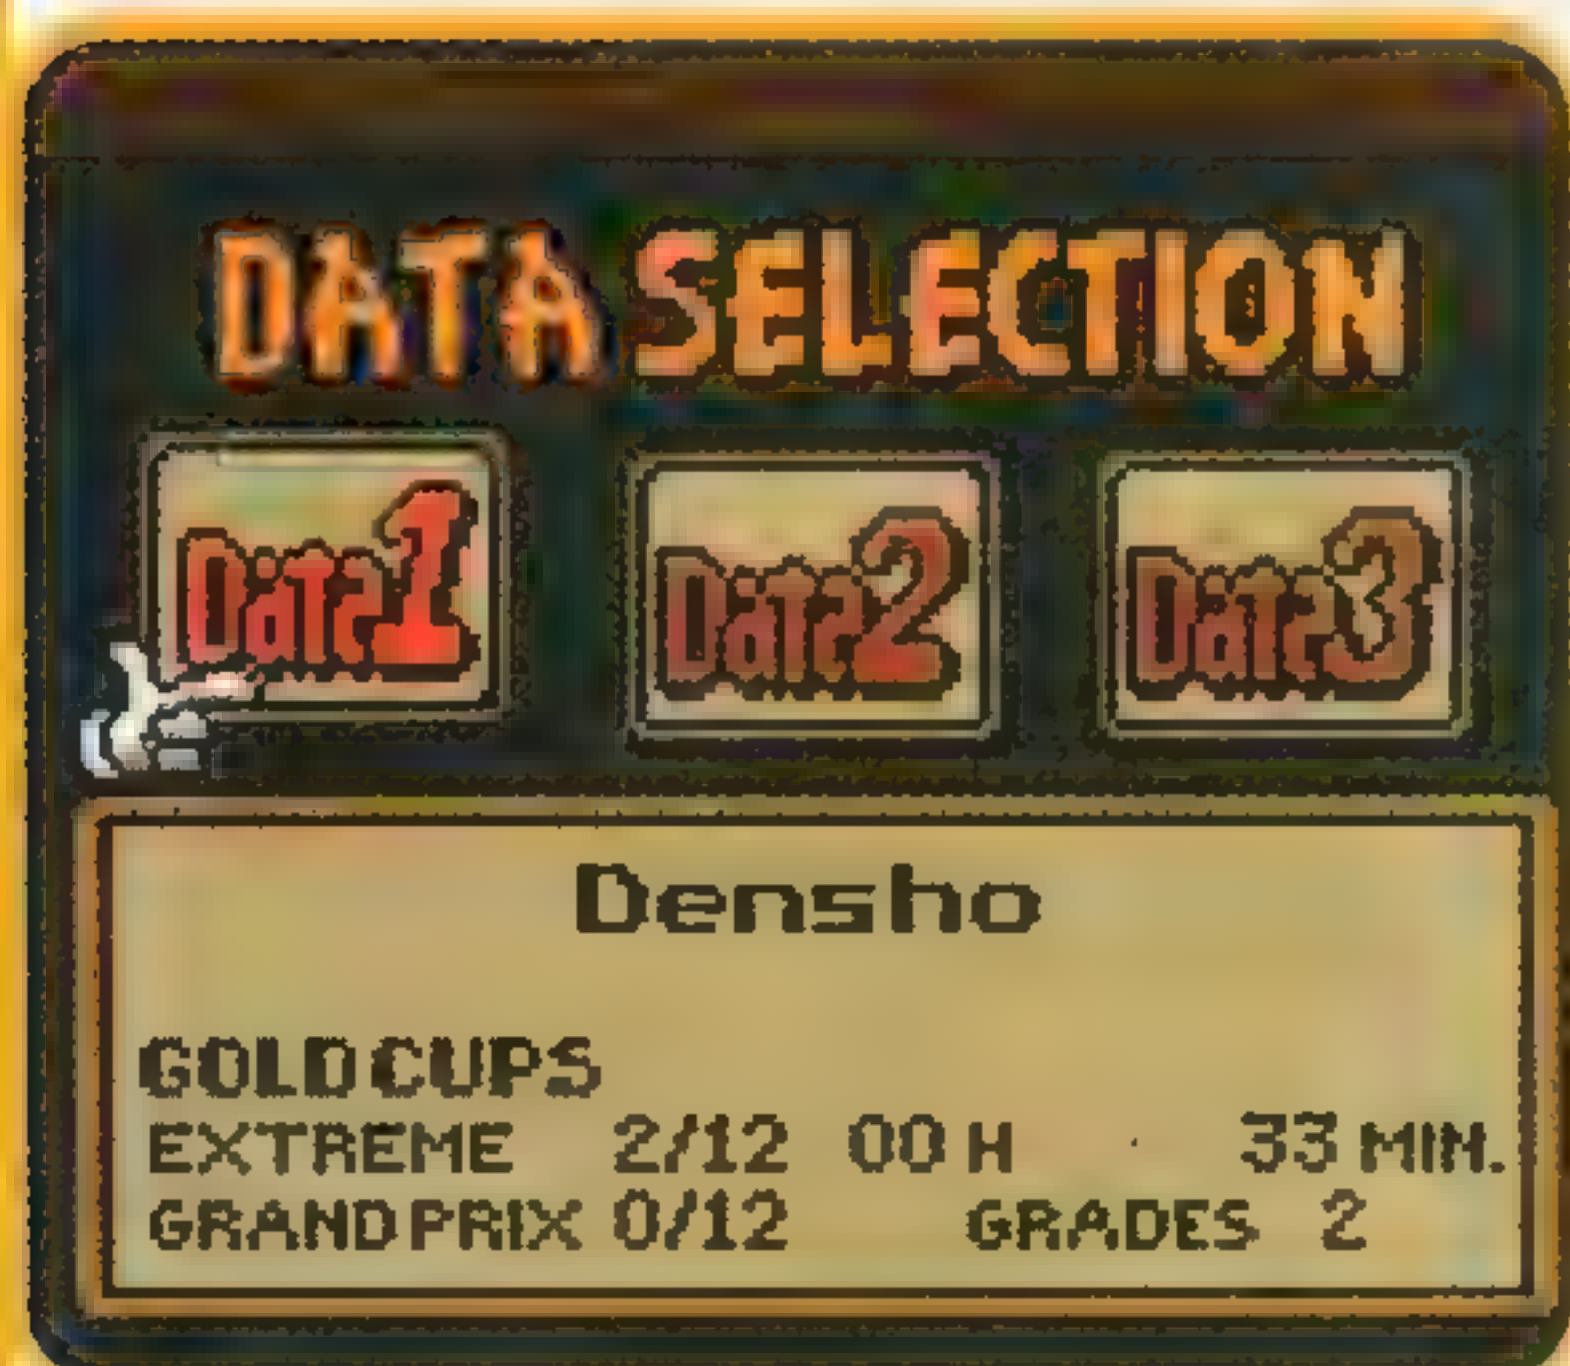 DATA SELECTION
Data1 Data2 Data3
Densho
GOLD CUPS
EXTREME 2/12 00 H 33 MIN.
GRAND PRIX 0/12 GRADES 2